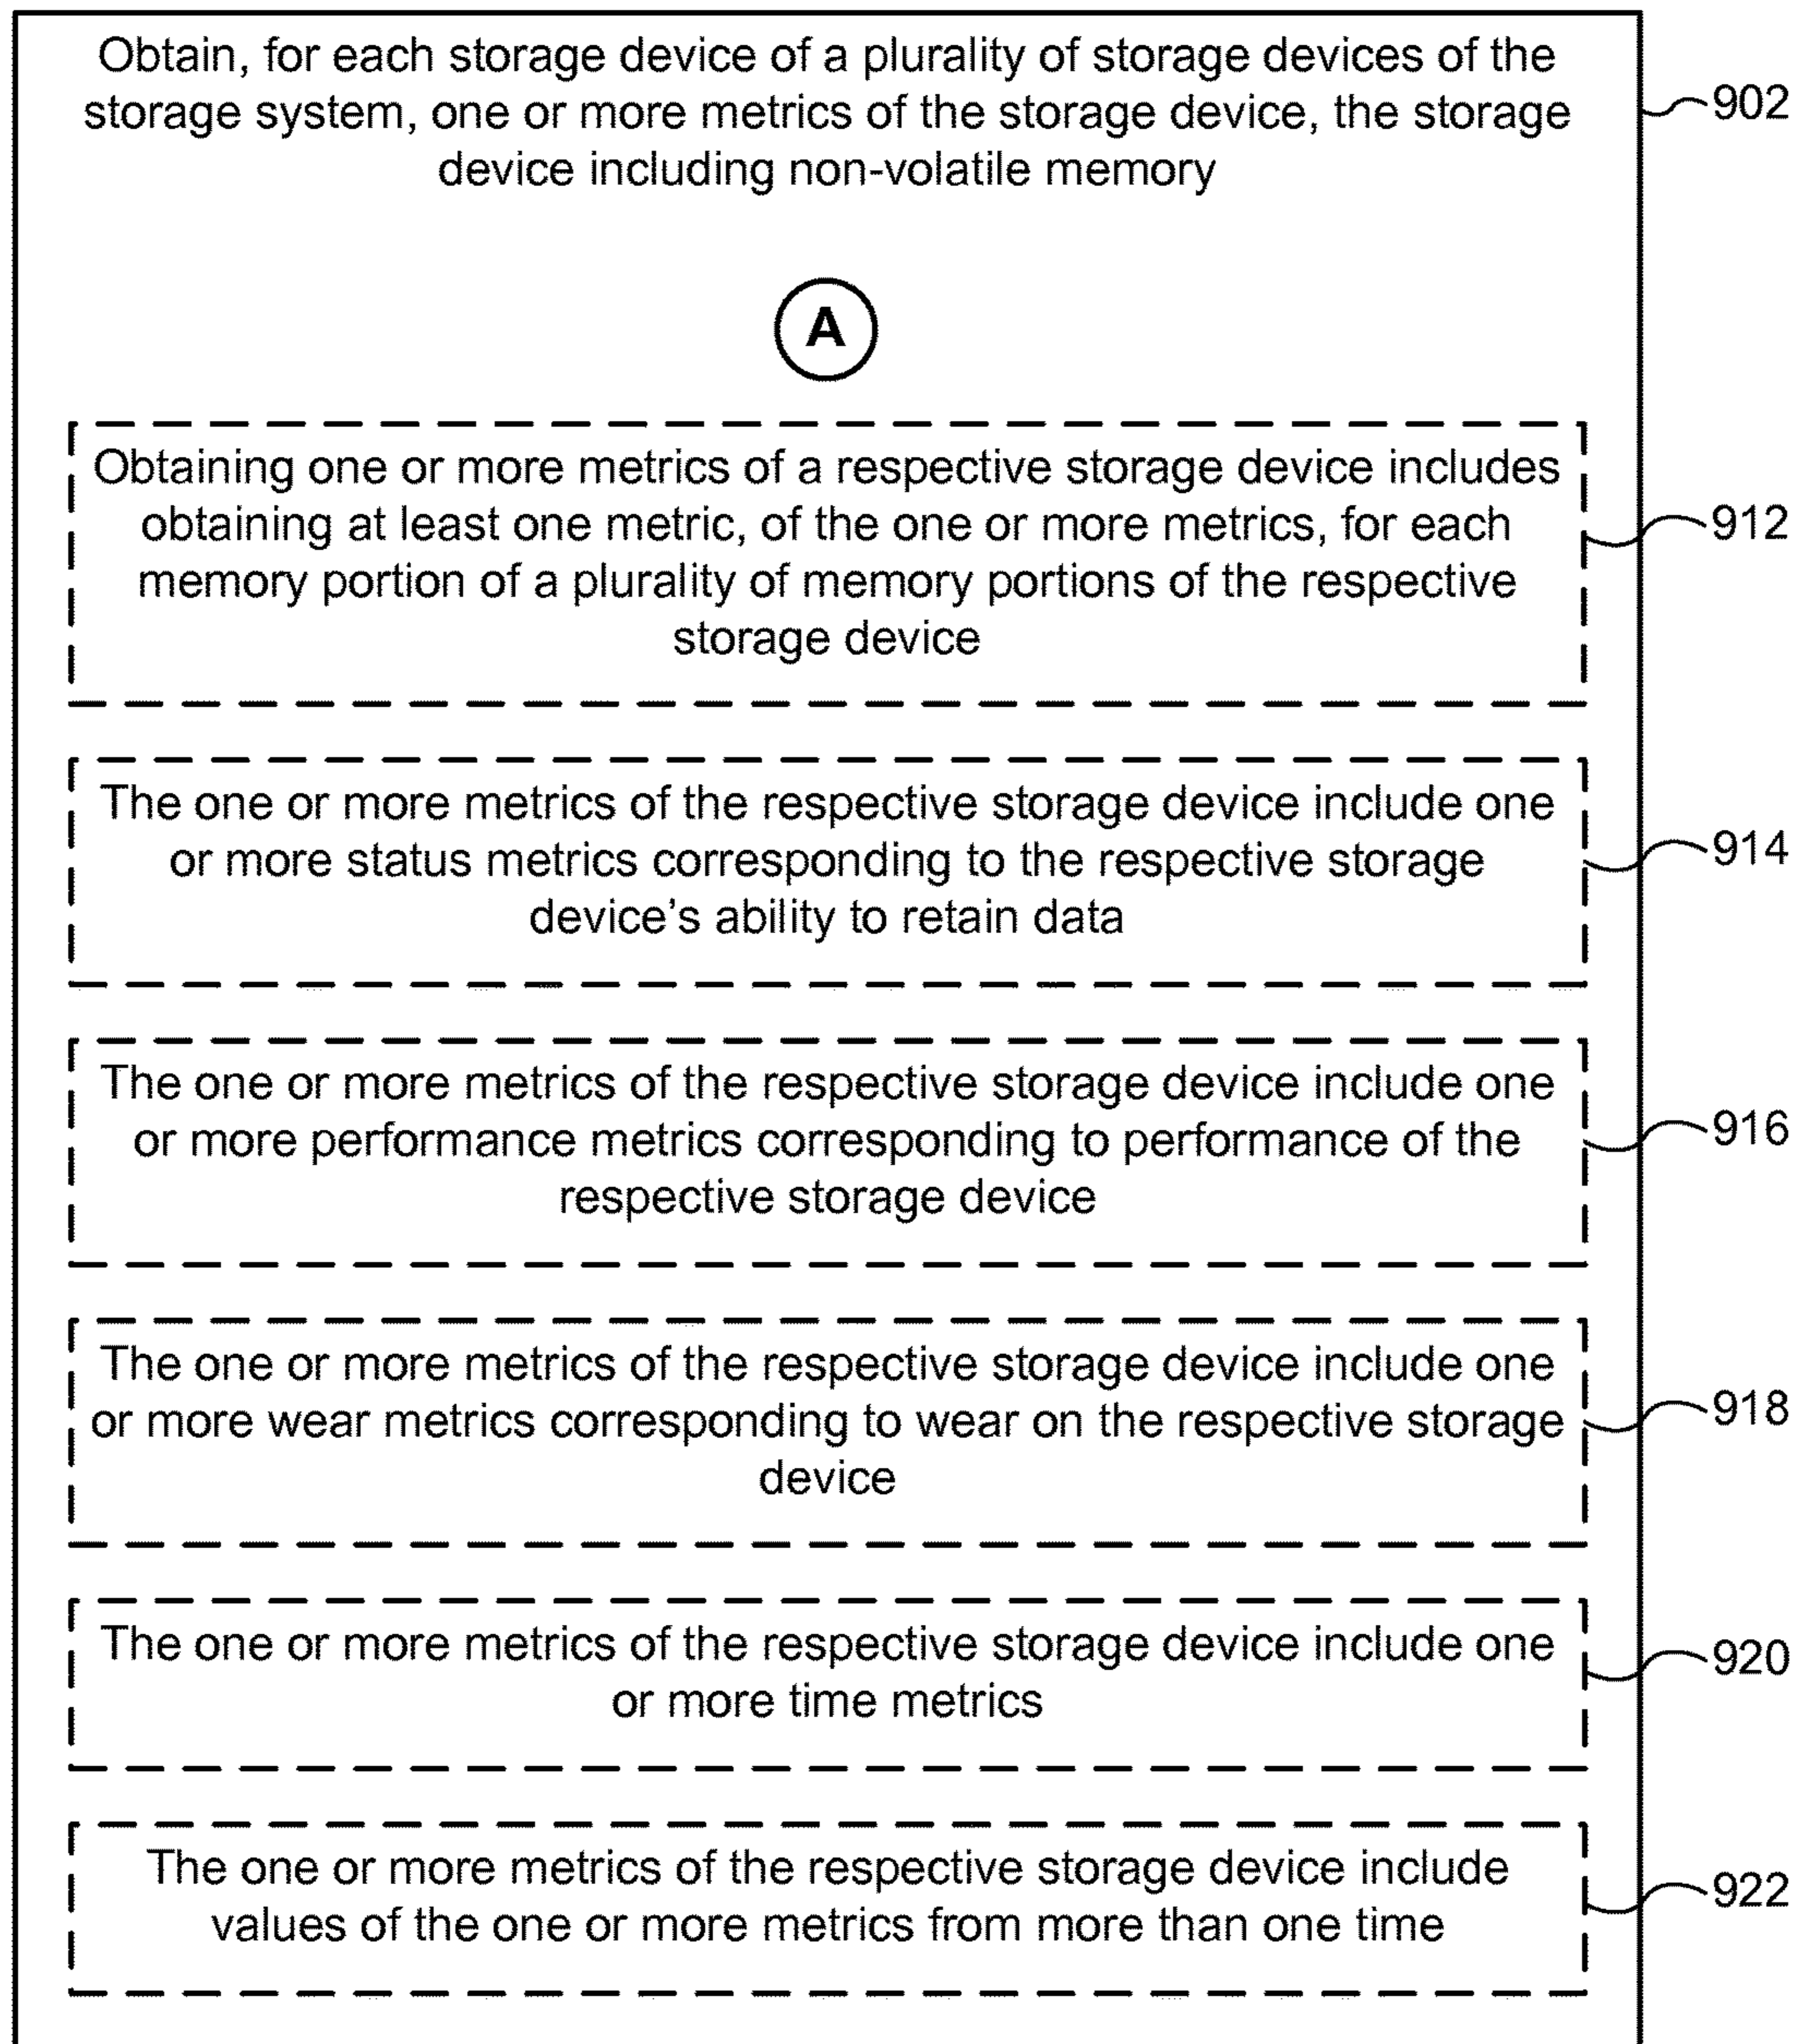 Obtain, for each storage device of a plurality of storage devices of the
storage system, one or more metrics of the storage device, the storage
device including non-volatile memory
902
A
Obtaining one or more metrics of a respective storage device includes
obtaining at least one metric, of the one or more metrics, for each
memory portion of a plurality of memory portions of the respective
storage device
912
The one or more metrics of the respective storage device include one
or more status metrics corresponding to the respective storage
device’s ability to retain data
914
The one or more metrics of the respective storage device include one
or more performance metrics corresponding to performance of the
respective storage device
916
The one or more metrics of the respective storage device include one
or more wear metrics corresponding to wear on the respective storage
device
918
The one or more metrics of the respective storage device include one
or more time metrics
920
The one or more metrics of the respective storage device include
values of the one or more metrics from more than one time
922